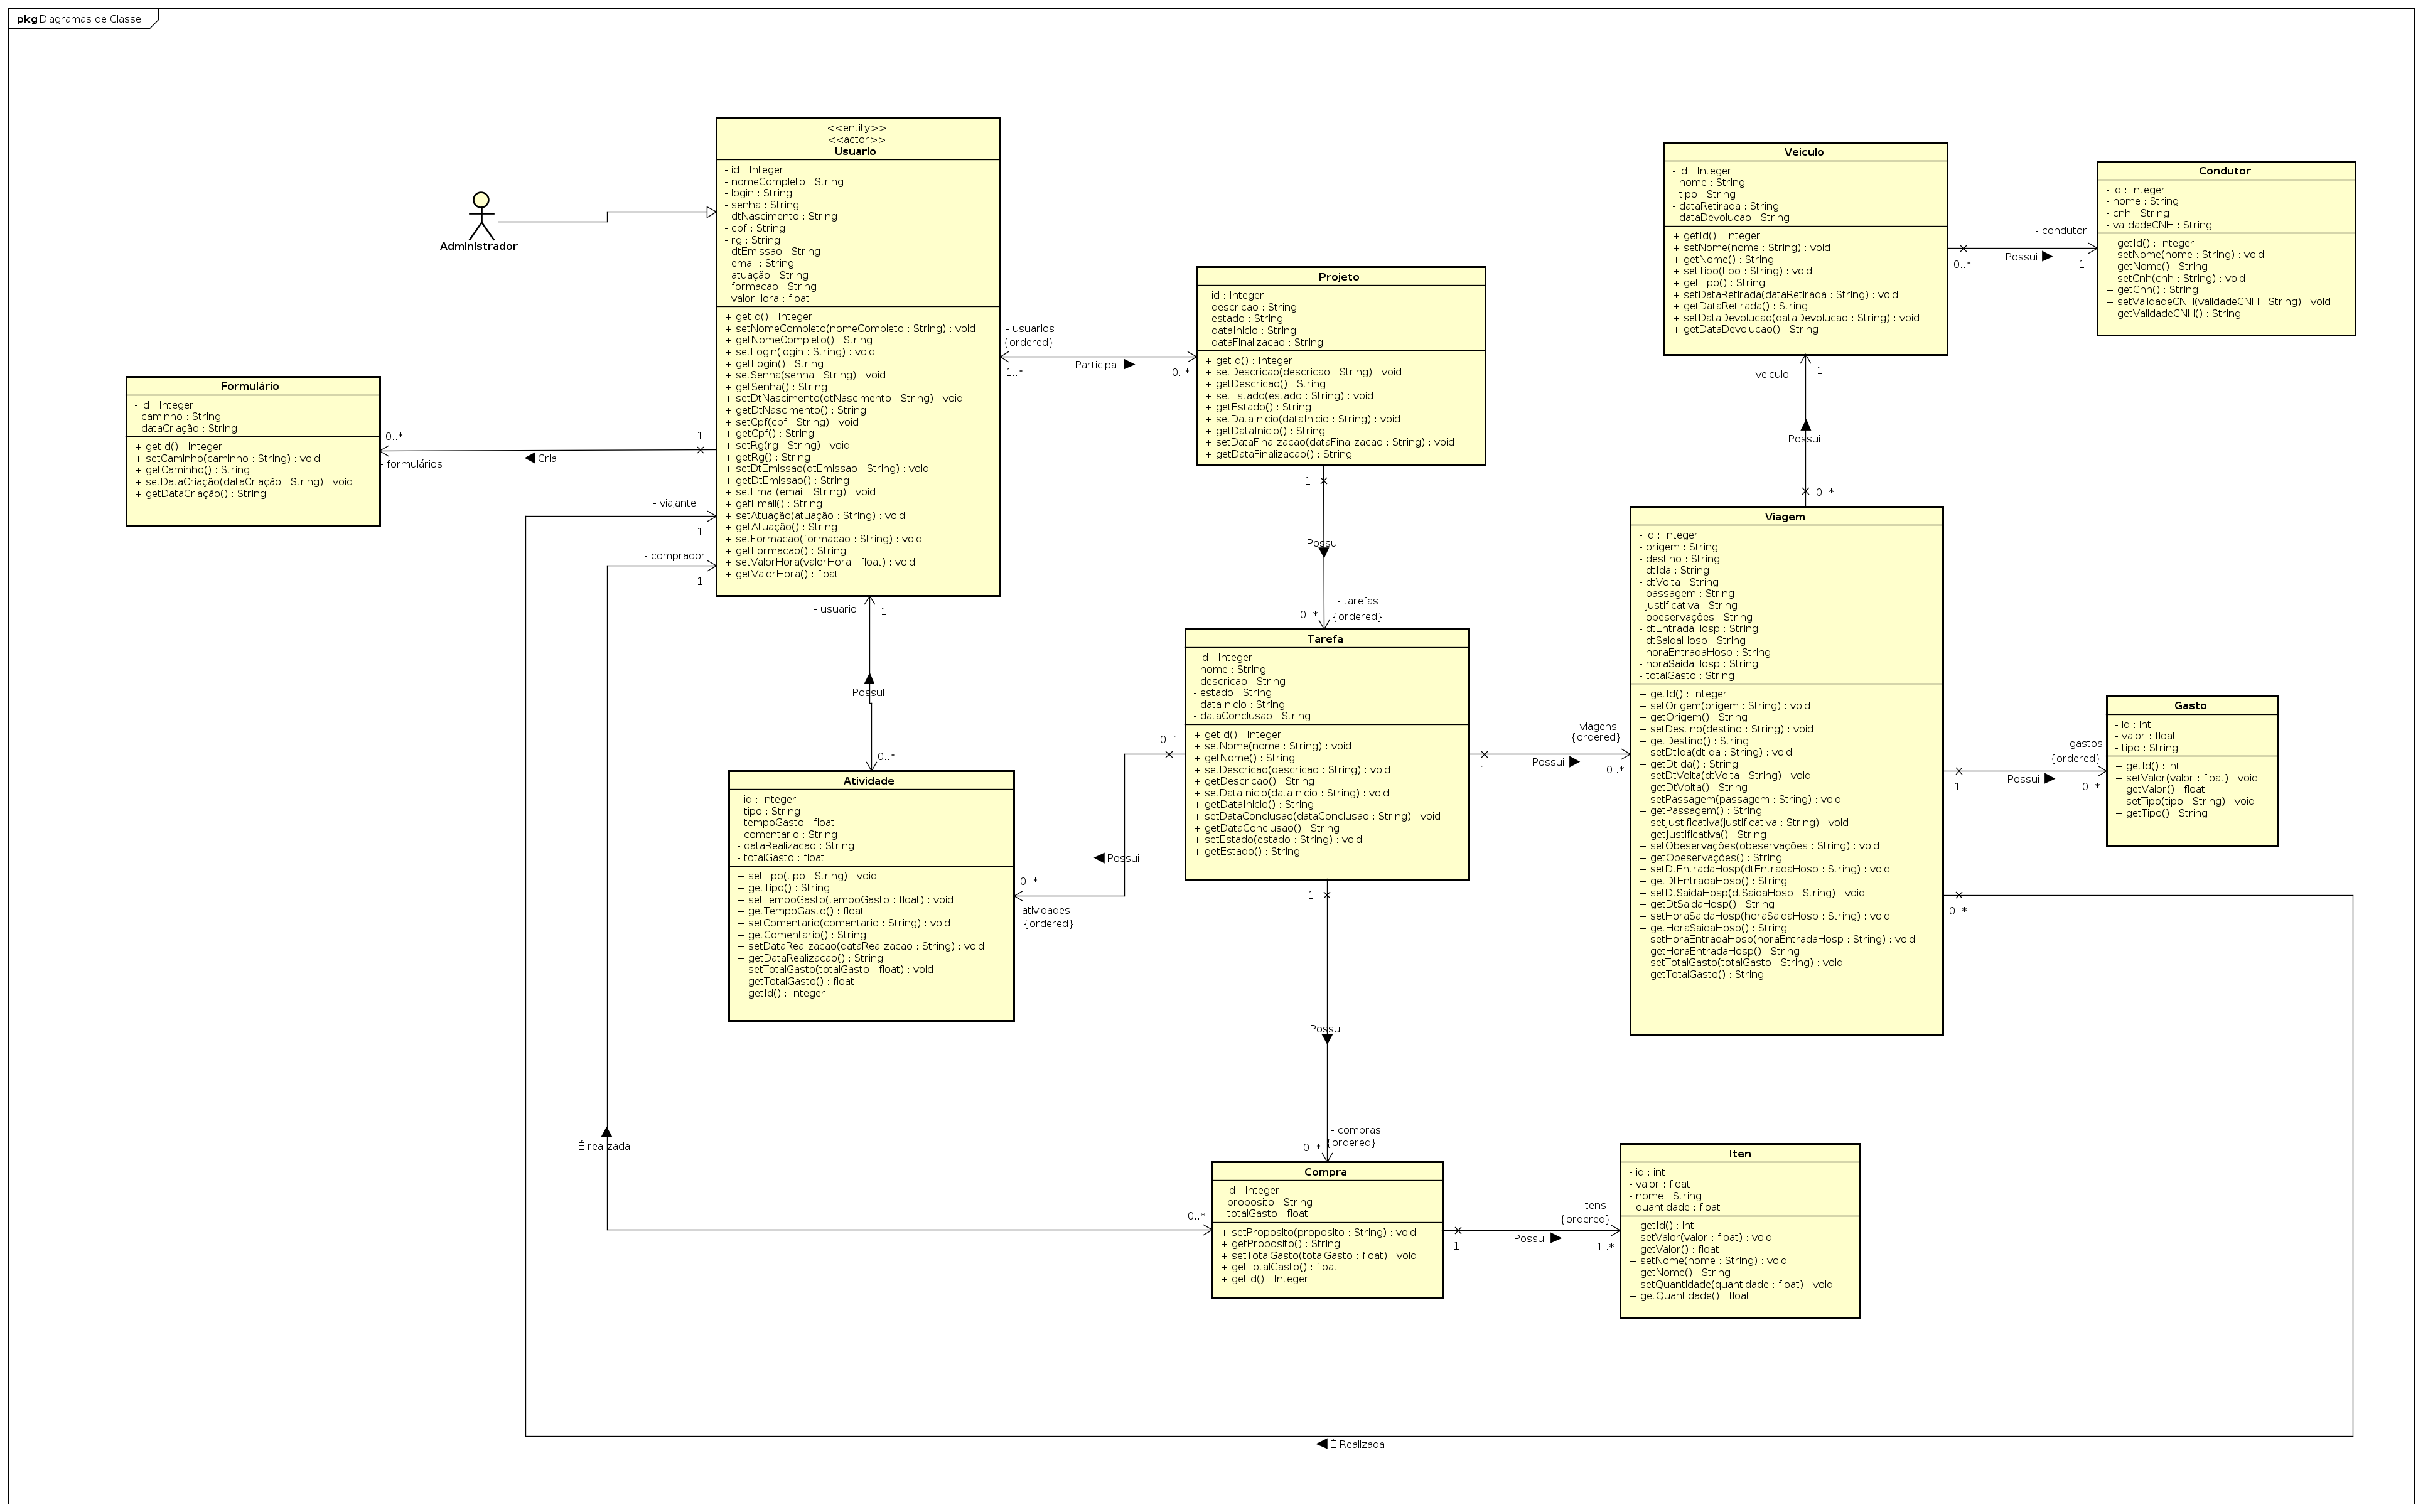 pkg Diagramas de Classe
Administrador
<<entity>>
<<actor>>
Usuario
- id : Integer
- nomeCompleto : String
- login : String
- senha : String
- dtNascimento : String
- cpf : String
- rg : String
- dtEmissao : String
- email : String
- atuação : String
- formacao : String
- valorHora : float
+ getId() : Integer
+ setNomeCompleto(nomeCompleto : String) : void
+ getNomeCompleto() : String
+ setLogin(login : String) : void
+ getLogin() : String
+ setSenha(senha : String) : void
+ getSenha() : String
+ setDtNascimento(dtNascimento : String) : void
+ getDtNascimento() : String
+ setCpf(cpf : String) : void
+ getCpf() : String
+ setRg(rg : String) : void
+ getRg() : String
+ setDtEmissao(dtEmissao : String) : void
+ getDtEmissao() : String
+ setEmail(email : String) : void
+ getEmail() : String
+ setAtuação(atuação : String) : void
+ getAtuação() : String
+ setFormacao(formacao : String) : void
+ getFormacao() : String
+ setValorHora(valorHora : float) : void
+ getValorHora() : float
Formulário
- id : Integer
- caminho : String
- dataCriação : String
+ getId() : Integer
+ setCaminho(caminho : String) : void
+ getCaminho() : String
+ setDataCriação(dataCriação : String) : void
+ getDataCriação() : String
0..*
- formulários
Cria
1
- viajante
1
- comprador
1
- usuario
1
Possui
0..*
- usuarios
{ordered}
1..*
Participa
0..*
Projeto
- id : Integer
- descricao : String
- estado : String
- dataInicio : String
- dataFinalizacao : String
+ getId() : Integer
+ setDescricao(descricao : String) : void
+ getDescricao() : String
+ setEstado(estado : String) : void
+ getEstado() : String
+ setDataInicio(dataInicio : String) : void
+ getDataInicio() : String
+ setDataFinalizacao(dataFinalizacao : String) : void
+ getDataFinalizacao() : String
1
Possui
- tarefas
0..*
{ordered}
Veiculo
- id : Integer
- nome : String
- tipo : String
- dataRetirada : String
- dataDevolucao : String
+ getId() : Integer
+ setNome(nome : String) : void
+ getNome() : String
+ setTipo(tipo : String) : void
+ getTipo() : String
+ setDataRetirada(dataRetirada : String) : void
+ getDataRetirada() : String
+ setDataDevolucao(dataDevolucao : String) : void
+ getDataDevolucao() : String
0..*
Possui
- condutor
1
Condutor
- id : Integer
- nome : String
- cnh : String
- validadeCNH : String
+ getId() : Integer
+ setNome(nome : String) : void
+ getNome() : String
+ setCnh(cnh : String) : void
+ getCnh() : String
+ setValidadeCNH(validadeCNH : String) : void
+ getValidadeCNH() : String
- veiculo
1
Possui
0..*
Tarefa
- id : Integer
- nome : String
- descricao : String
- estado : String
- dataInicio : String
- dataConclusao : String
+ getId() : Integer
+ setNome(nome : String) : void
+ getNome() : String
+ setDescricao(descricao : String) : void
+ getDescricao() : String
+ setDataInicio(dataInicio : String) : void
+ getDataInicio() : String
+ setDataConclusao(dataConclusao : String) : void
+ getDataConclusao() : String
+ setEstado(estado : String) : void
+ getEstado() : String
1
Possui
- viagens
{ordered}
0..*
Viagem
- id : Integer
- origem : String
- destino : String
- dtIda : String
- dtVolta : String
- passagem : String
- justificativa : String
- obeservações : String
- dtEntradaHosp : String
- dtSaidaHosp : String
- horaEntradaHosp : String
- horaSaidaHosp : String
- totalGasto : String
+ getId() : Integer
+ setOrigem(origem : String) : void
+ getOrigem() : String
+ setDestino(destino : String) : void
+ getDestino() : String
+ setDtIda(dtIda : String) : void
+ getDtIda() : String
+ setDtVolta(dtVolta : String) : void
+ getDtVolta() : String
+ setPassagem(passagem : String) : void
+ getPassagem() : String
+ setJustificativa(justificativa : String) : void
+ getJustificativa() : String
+ setObeservações(obeservações : String) : void
+ getObeservações() : String
+ setDtEntradaHosp(dtEntradaHosp : String) : void
+ getDtEntradaHosp() : String
+ setDtSaidaHosp(dtSaidaHosp : String) : void
+ getDtSaidaHosp() : String
+ setHoraSaidaHosp(horaSaidaHosp : String) : void
+ getHoraSaidaHosp() : String
+ setHoraEntradaHosp(horaEntradaHosp : String) : void
+ getHoraEntradaHosp() : String
+ setTotalGasto(totalGasto : String) : void
+ getTotalGasto() : String
1
Possui
- gastos
{ordered}
0..*
Gasto
- id : int
- valor : float
- tipo : String
+ getId() : int
+ setValor(valor : float) : void
+ getValor() : float
+ setTipo(tipo : String) : void
+ getTipo() : String
0..*
Atividade
- id : Integer
- tipo : String
- tempoGasto : float
- comentario : String
- dataRealizacao : String
- totalGasto : float
+ setTipo(tipo : String) : void
+ getTipo() : String
+ setTempoGasto(tempoGasto : float) : void
+ getTempoGasto() : float
+ setComentario(comentario : String) : void
+ getComentario() : String
+ setDataRealizacao(dataRealizacao : String) : void
+ getDataRealizacao() : String
+ setTotalGasto(totalGasto : float) : void
+ getTotalGasto() : float
+ getId() : Integer
0..1
Possui
0..*
- atividades
{ordered}
1
Possui
- compras
0..*
{ordered}
É realizada
0..*
Compra
- id : Integer
- proposito : String
- totalGasto : float
+ setProposito(proposito : String) : void
+ getProposito() : String
+ setTotalGasto(totalGasto : float) : void
+ getTotalGasto() : float
+ getId() : Integer
1
Possui
- itens
{ordered}
1..*
Iten
- id : int
- valor : float
- nome : String
- quantidade : float
+ getId() : int
+ setValor(valor : float) : void
+ getValor() : float
+ setNome(nome : String) : void
+ getNome() : String
+ setQuantidade(quantidade : float) : void
+ getQuantidade() : float
É Realizada